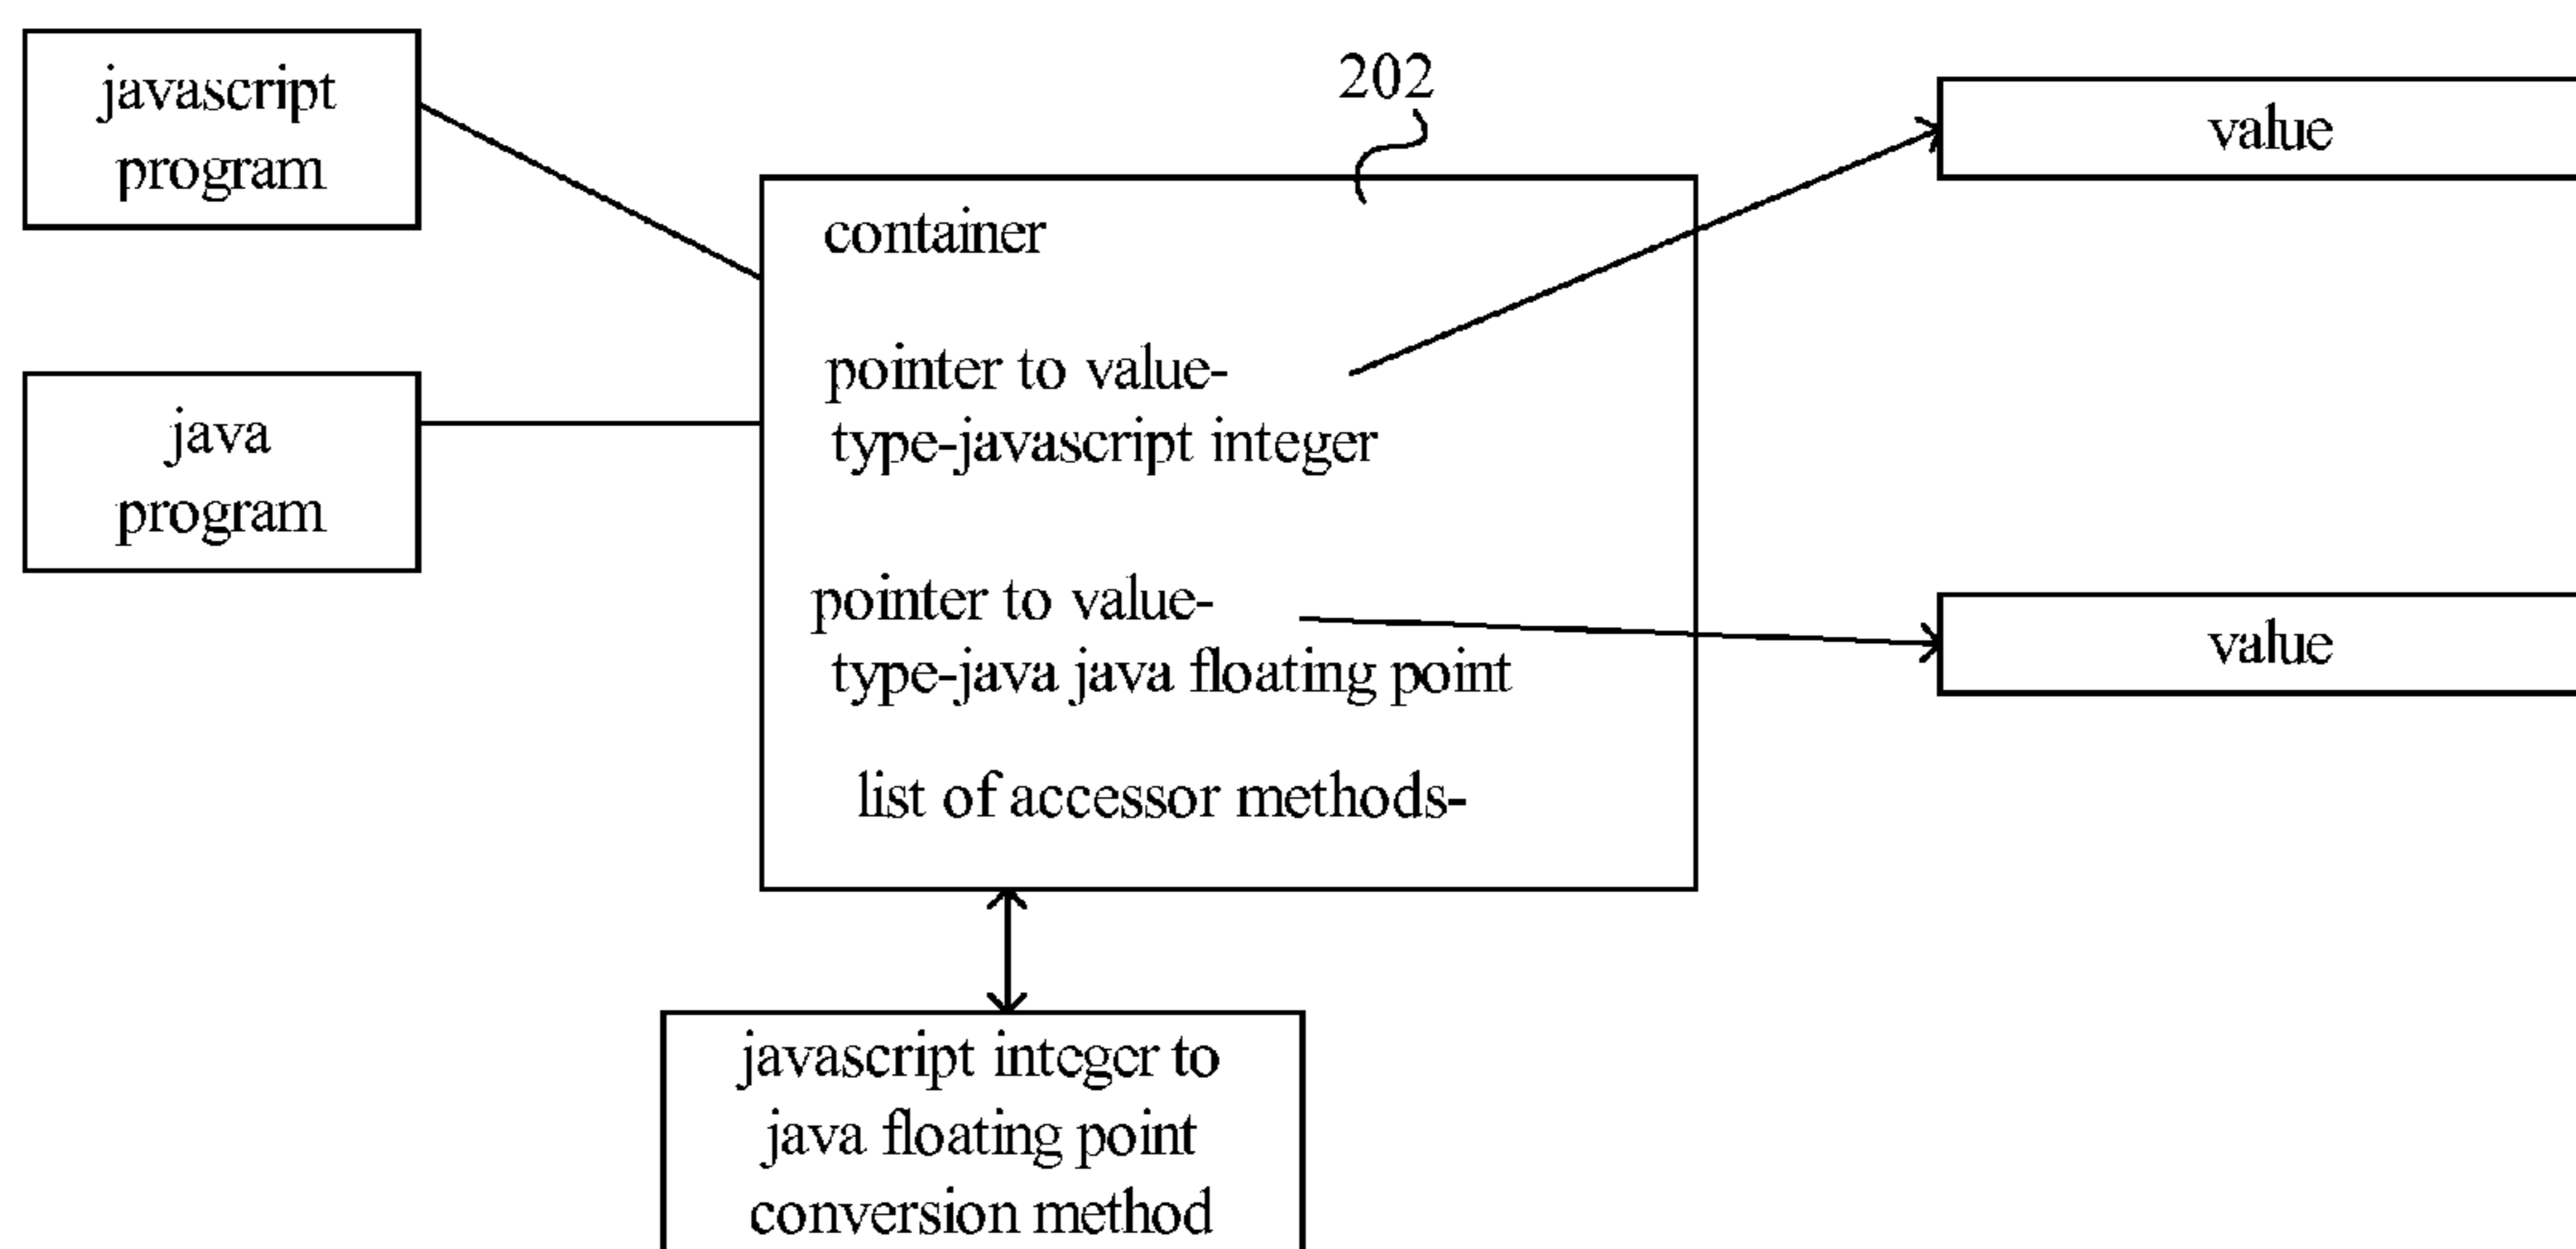 javascript
program
202
value
container
pointer to value-
type-javascript integer
java
program
pointer to value-
type-java java floating point
value
list of accessor methods-
javascript integer to
java floating point
conversion method